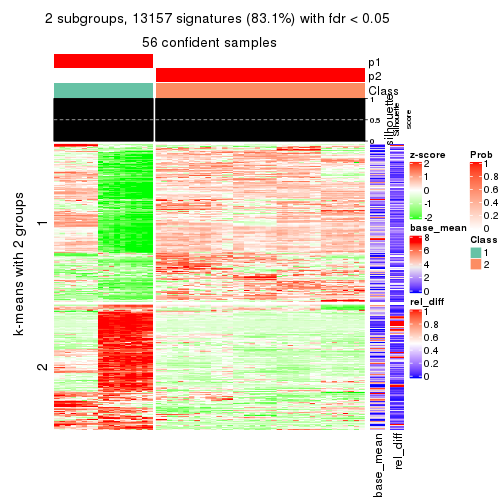 2 subgroups, 13157 signatures (83.1%) with fdr < 0.05
56 confident samples
p1
p2
Class
1
0.5
0
silhouette
Silhouette
score
k-means with 2 groups
1
2
base_mean
rel_diff
z-score
2
1
0
-1
-2
base_mean
8
6
4
2
0
rel_diff
1
0.8
0.6
0.4
0.2
0
Prob
1
0.8
0.6
0.4
0.2
0
Class
1
2